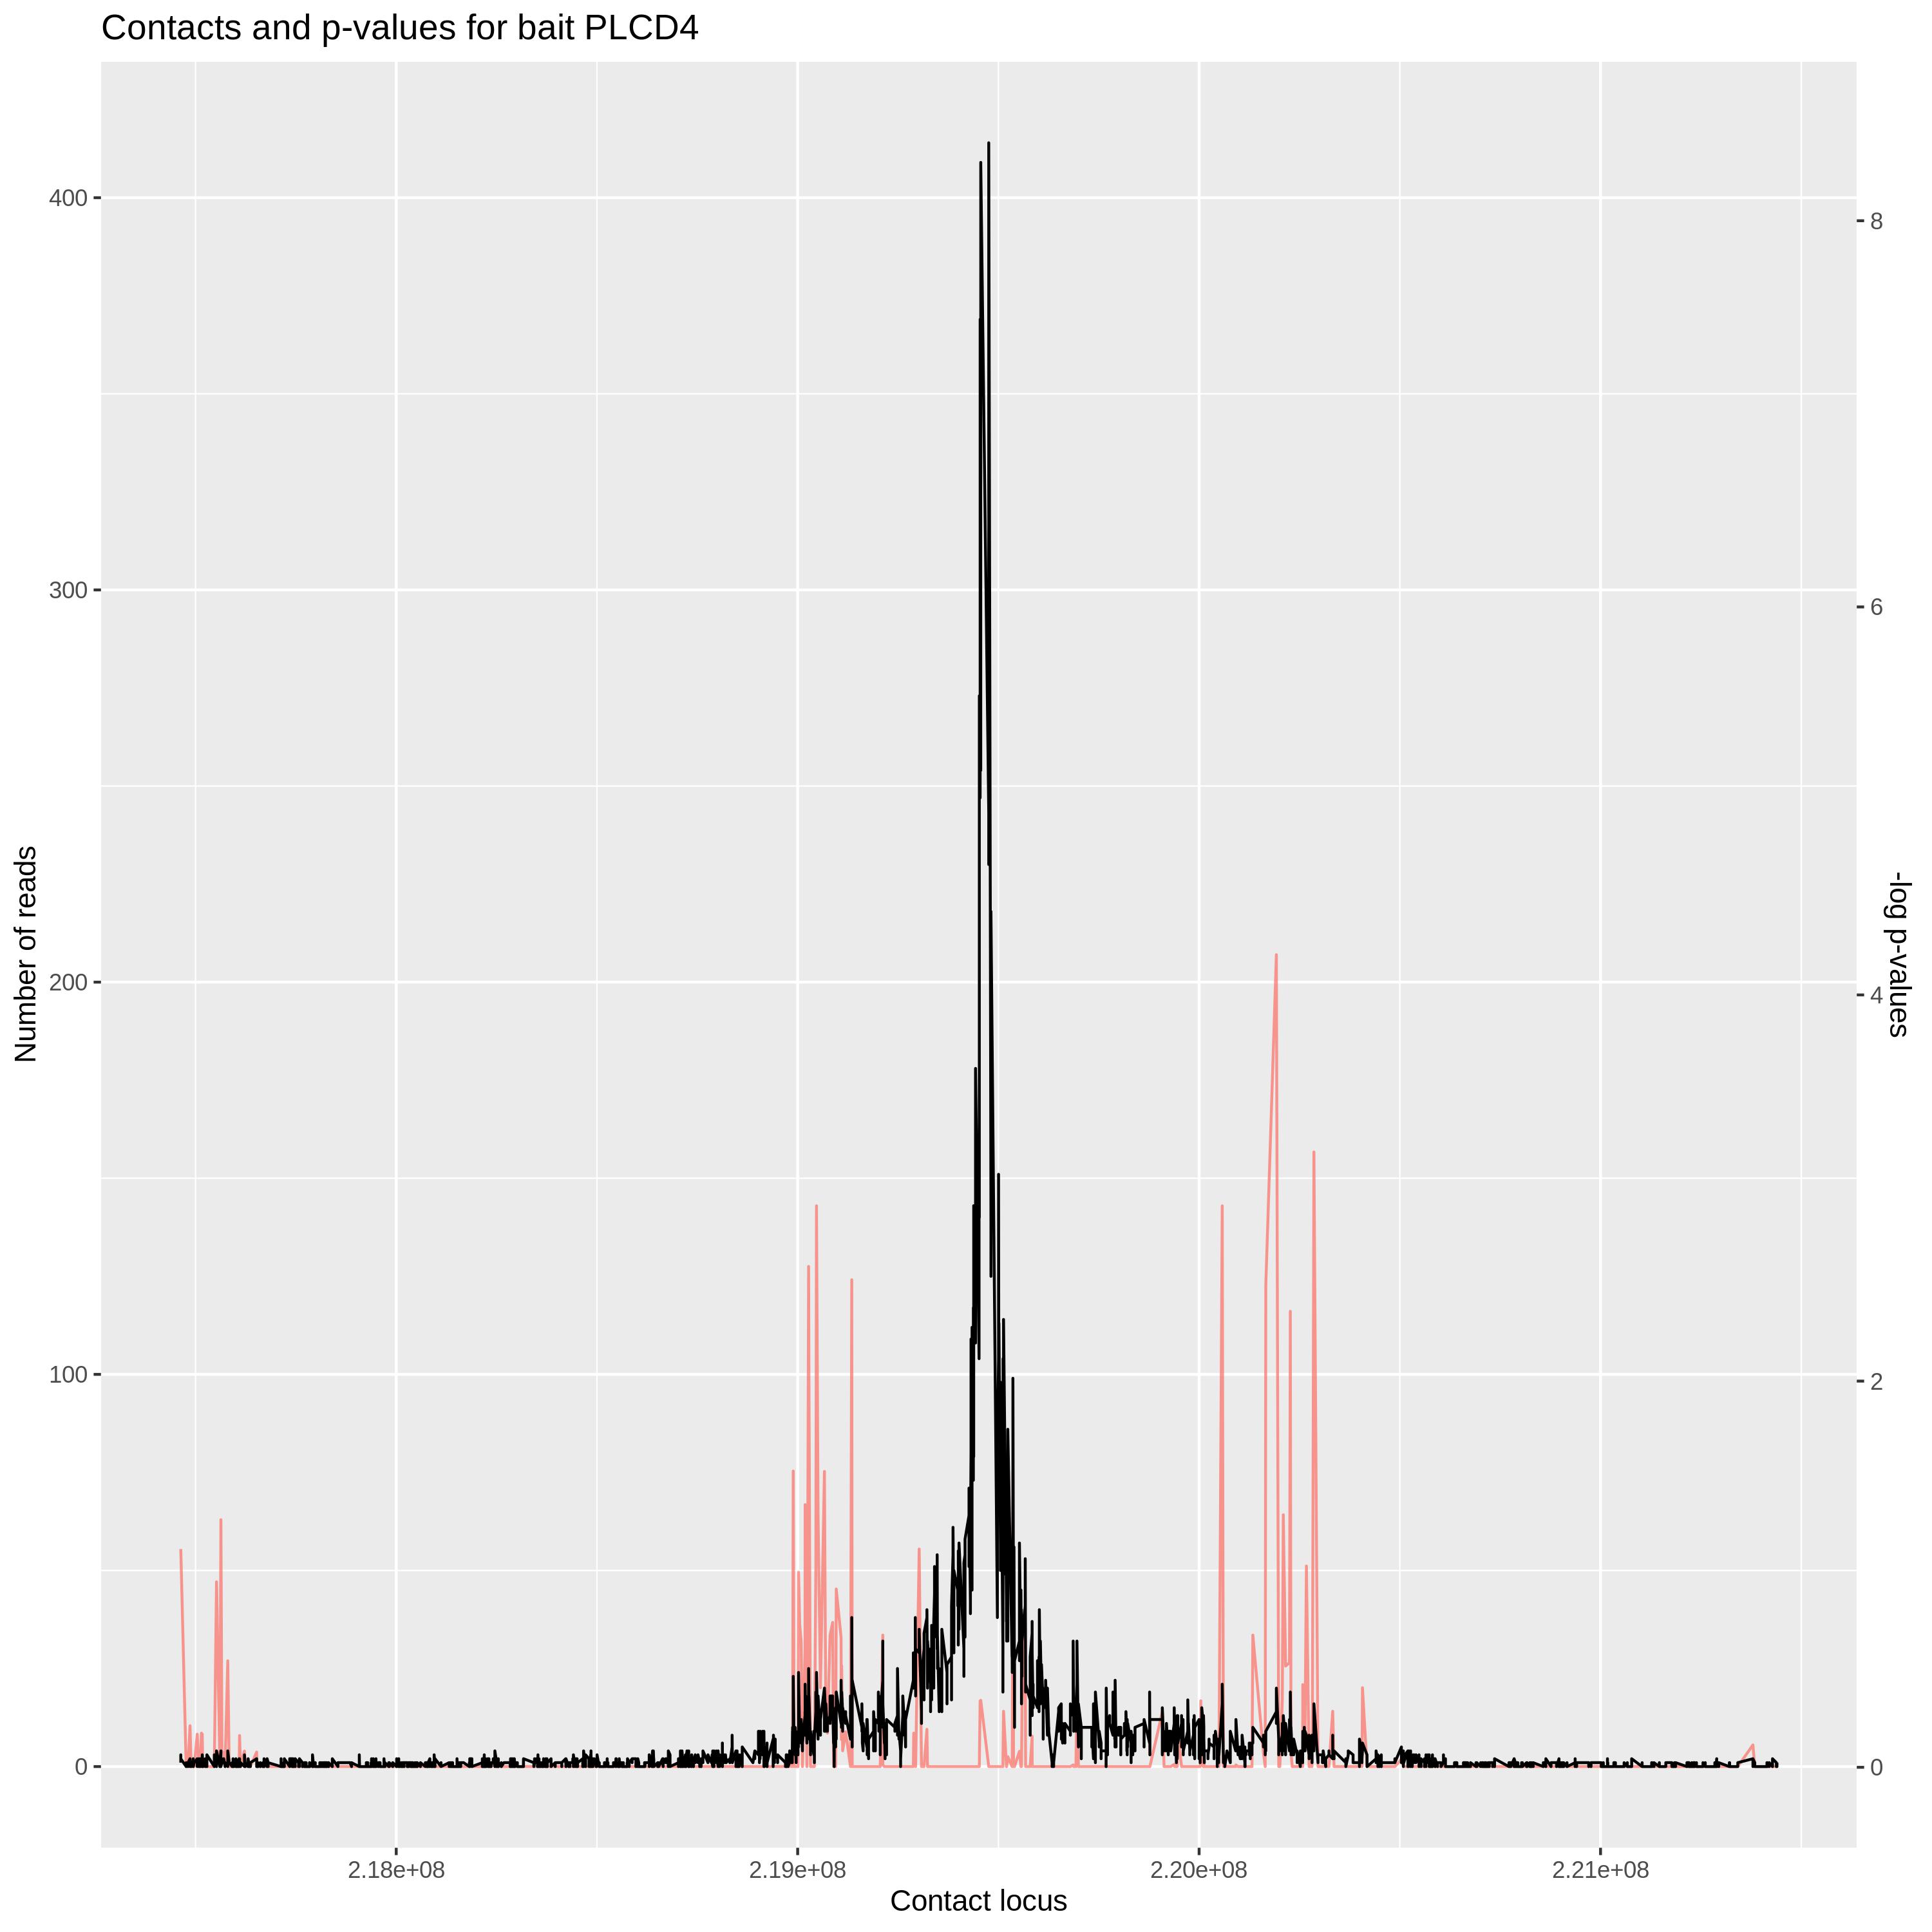 Contacts and p-values for bait PLCD4
400
300
200
100
0
Number of reads
8
6
4
2
0
-log p-values
2.18e+08
2.19e+08
2.20e+08
2.21e+08
Contact locus